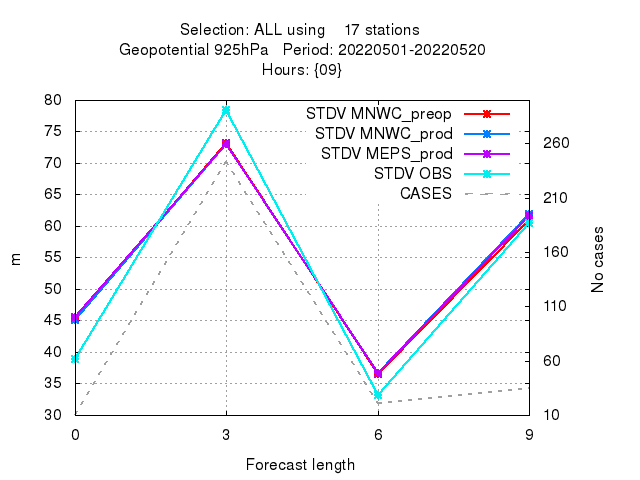 Selection: ALL using    17 stations
Geopotential 925hPa   Period: 20220501-20220520
Hours: {09}
80
75
70
65
60
55
50
45
40
35
30
m
STDV MNWC_preop
STDV MNWC_prod
STDV MEPS_prod
STDV OBS
CASES
260
210
160
110
60
10
No cases
0
3
6
9
Forecast length